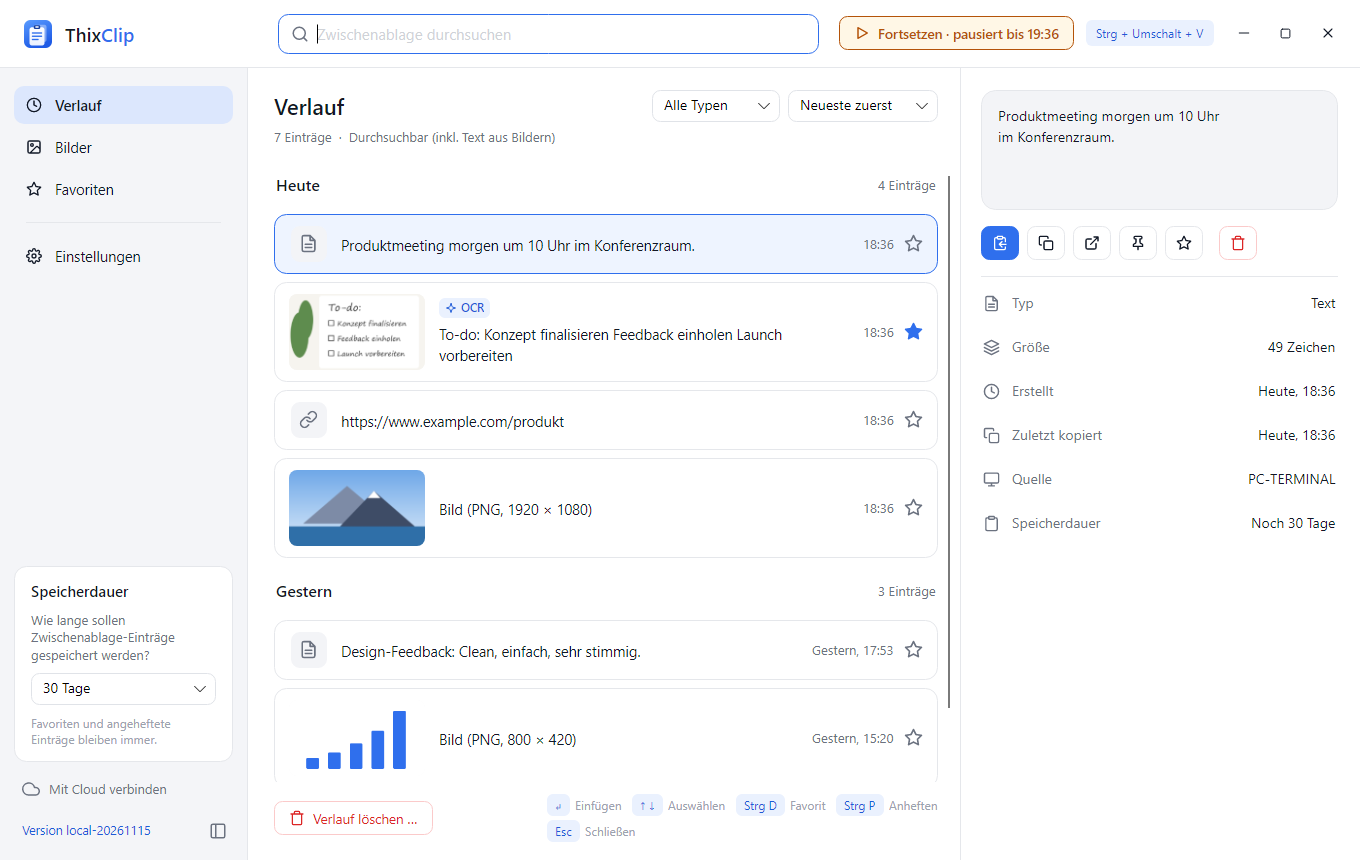 ThixClip
Zwischenablage durchsuchen
Fortsetzen · pausiert bis 19:36
Strg + Umschalt + V
Verlauf
Bilder
Favoriten
Einstellungen
Speicherdauer
Wie lange sollen
Zwischenablage-Einträge
gespeichert werden?
30 Tage
Favoriten und angeheftete
Einträge bleiben immer.
Mit Cloud verbinden
Version local-20261115
Verlauf
Alle Typen
Neueste zuerst
7 Einträge · Durchsuchbar (inkl. Text aus Bildern)
Heute
4 Einträge
Produktmeeting morgen um 10 Uhr im Konferenzraum.
18:36
To-do:
Konzept finalisieren
Feedback einholen
Launch vorbereiten
OCR
To-do: Konzept finalisieren Feedback einholen Launch
vorbereiten
18:36
https://www.example.com/produkt
18:36
Bild (PNG, 1920 × 1080)
18:36
Gestern
3 Einträge
Design-Feedback: Clean, einfach, sehr stimmig.
Gestern, 17:53
Bild (PNG, 800 × 420)
Gestern, 15:20
Verlauf löschen ...
↲ Einfügen ↑↓ Auswählen Strg D Favorit Strg P Anheften
Esc Schließen
Produktmeeting morgen um 10 Uhr
im Konferenzraum.
Typ Text
Größe 49 Zeichen
Erstellt Heute, 18:36
Zuletzt kopiert Heute, 18:36
Quelle PC-TERMINAL
Speicherdauer Noch 30 Tage